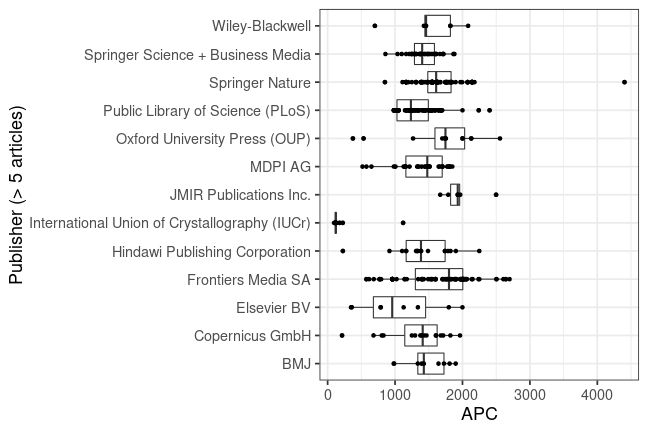 Publisher (> 5 articles)
Wiley-Blackwell
Springer Science + Business Media
Springer Nature
Public Library of Science (PLoS)
Oxford University Press (OUP)
MDPI AG
JMIR Publications Inc.
International Union of Crystallography (IUCr)
Hindawi Publishing Corporation
Frontiers Media SA
Elsevier BV
Copernicus GmbH
BMJ
0 1000 2000 3000 4000
APC